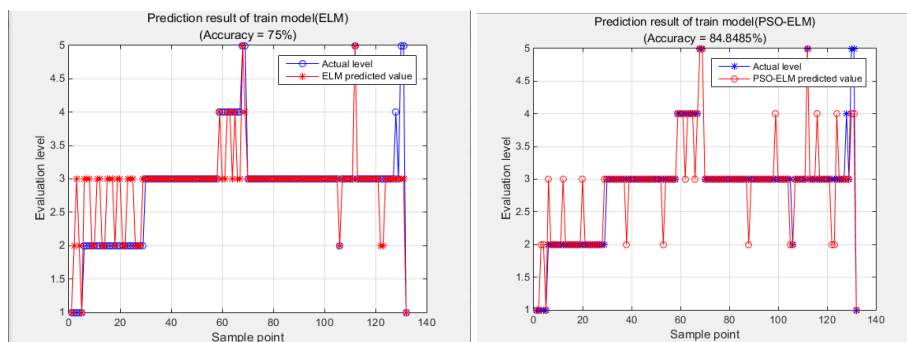 Prediction result of train model(ELM)
(Accuracy = 75%)
5
4.5
4
3.5
3
2.5
2
1.5
1
Evaluation level
Actual level
ELM predicted value
0 20 40 60 80 100 120 140
Sample point
Prediction result of train model(PSO-ELM)
(Accuracy = 84.8485%)
5
4.5
4
3.5
3
2.5
2
1.5
1
Evaluation level
Actual level
PSO-ELM predicted value
0 20 40 60 80 100 120 140
Sample point